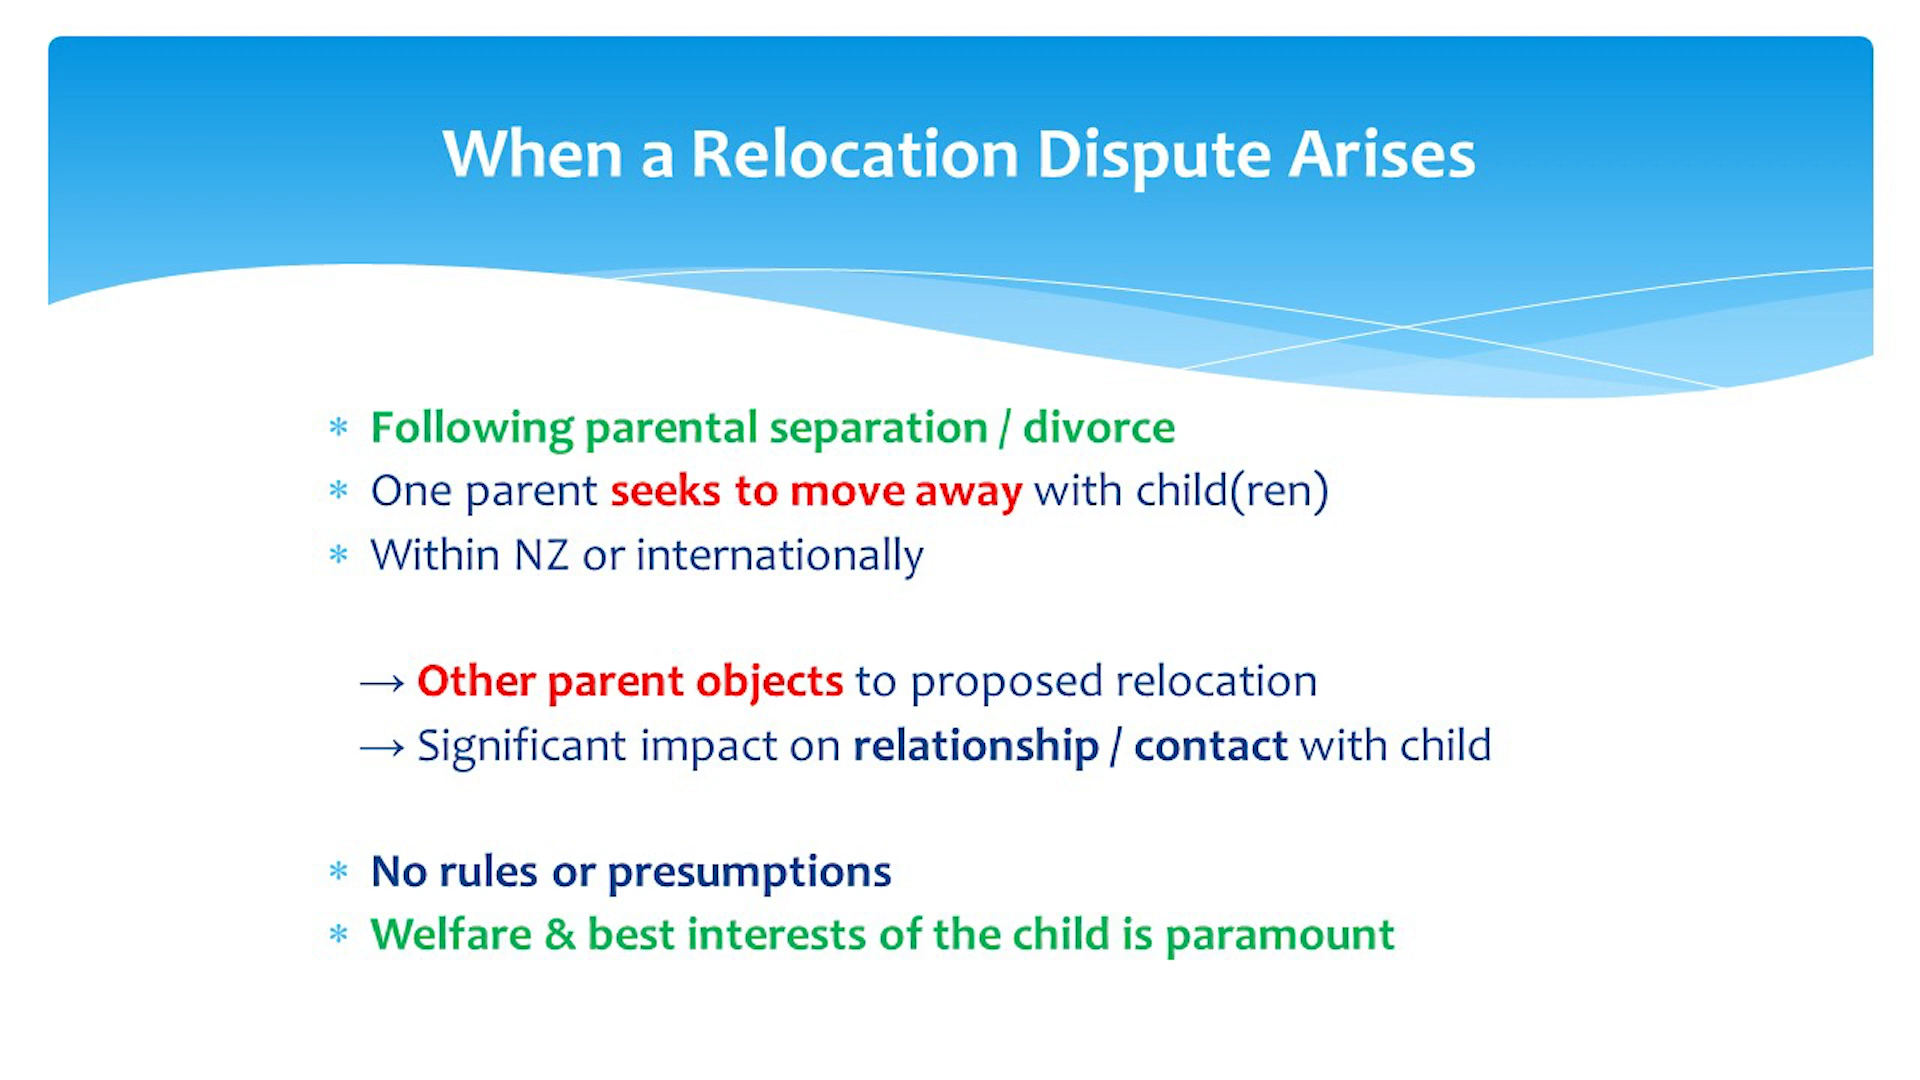 When a Relocation Dispute Arises
* Following parental separation / divorce
* One parent seeks to move away with child(ren)
* Within NZ or internationally
→ Other parent objects to proposed relocation
→ Significant impact on relationship / contact with child
* No rules or presumptions
* Welfare & best interests of the child is paramount